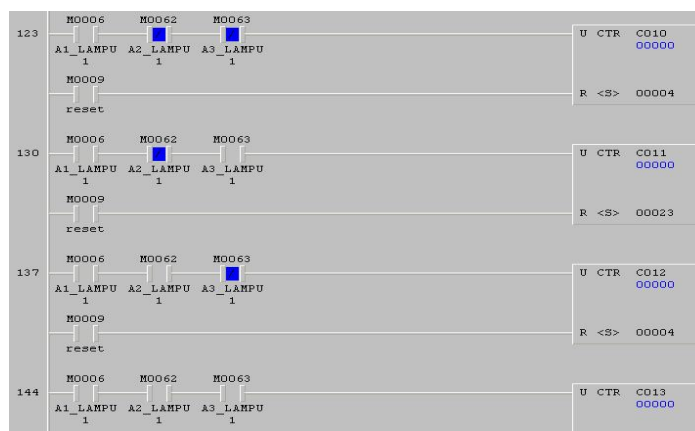 M0006 M0062 M0063
123 U CTR C010
00000
A1_LAMPU A2_LAMPU A3_LAMPU
1 1 1
M0009
R <S> 00004
reset
M0006 M0062 M0063
130 U CTR C011
00000
A1_LAMPU A2_LAMPU A3_LAMPU
1 1 1
M0009
R <S> 00023
reset
M0006 M0062 M0063
137 U CTR C012
00000
A1_LAMPU A2_LAMPU A3_LAMPU
1 1 1
M0009
R <S> 00004
reset
M0006 M0062 M0063
144 U CTR C013
00000
A1_LAMPU A2_LAMPU A3_LAMPU
1 1 1